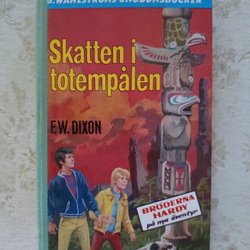 B. WAHLSTRÖMS UNGDOMSBÖCKER
Skatten i
totempålen
F.W. DIXON
BRÖDERNA
HARDY
på nya äventyr